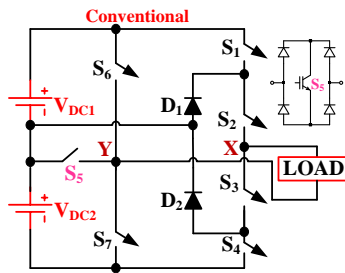 Conventional
S1
S6
S5
VDC1
D1
S2
Y
X
S5
LOAD
D2
S3
VDC2
S7
S4